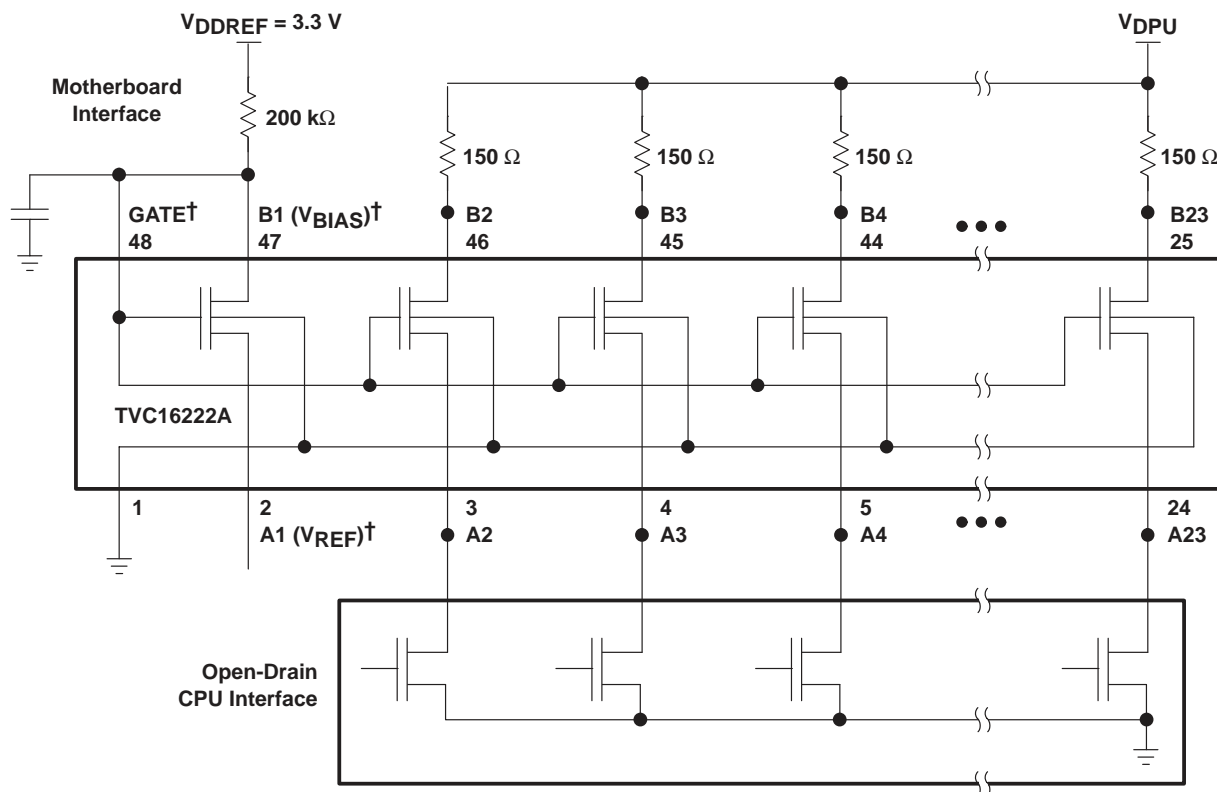 VDDREF = 3.3 V
VDPU
Motherboard
Interface
200 kΩ
150 Ω
150 Ω
150 Ω
150 Ω
GATE†
B1 (VBIAS)†
B2
B3
B4
B23
48
47
46
45
44
25
TVC16222A
1
2
3
4
5
24
A1 (VREF)†
A2
A3
A4
A23
Open-Drain
CPU Interface